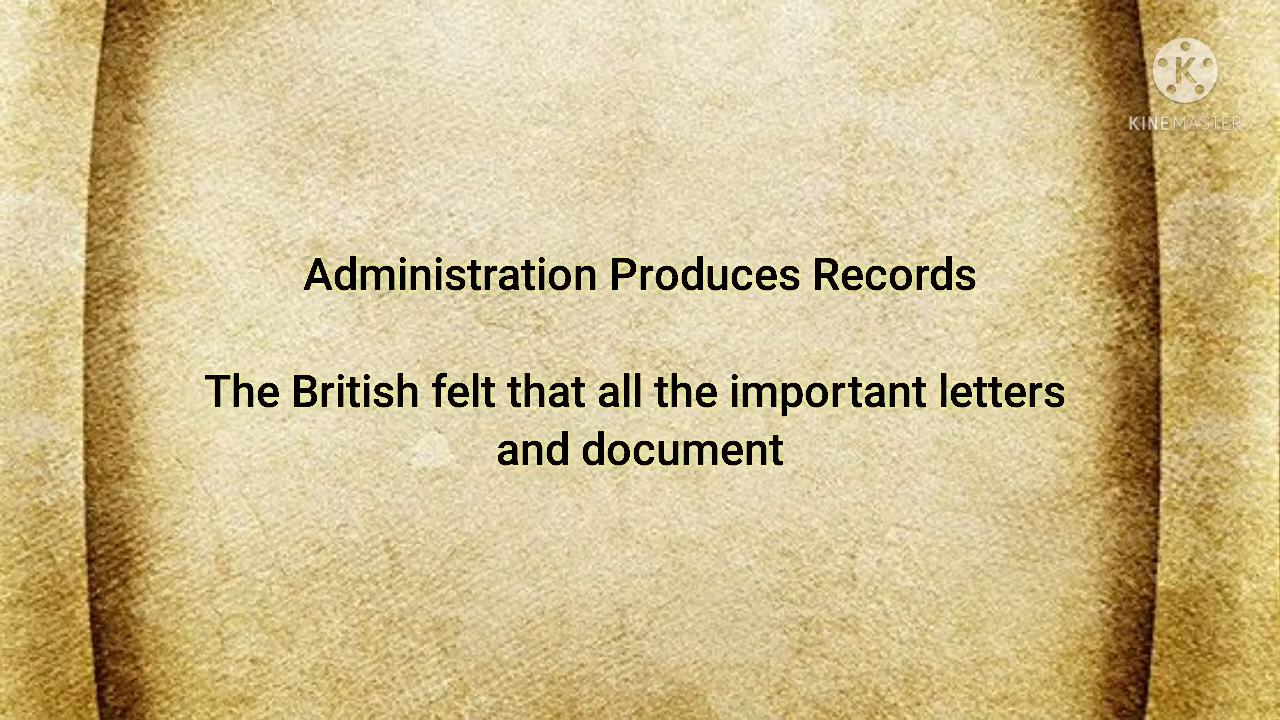 K
KINEMASTER
Administration Produces Records
The British felt that all the important letters
and document